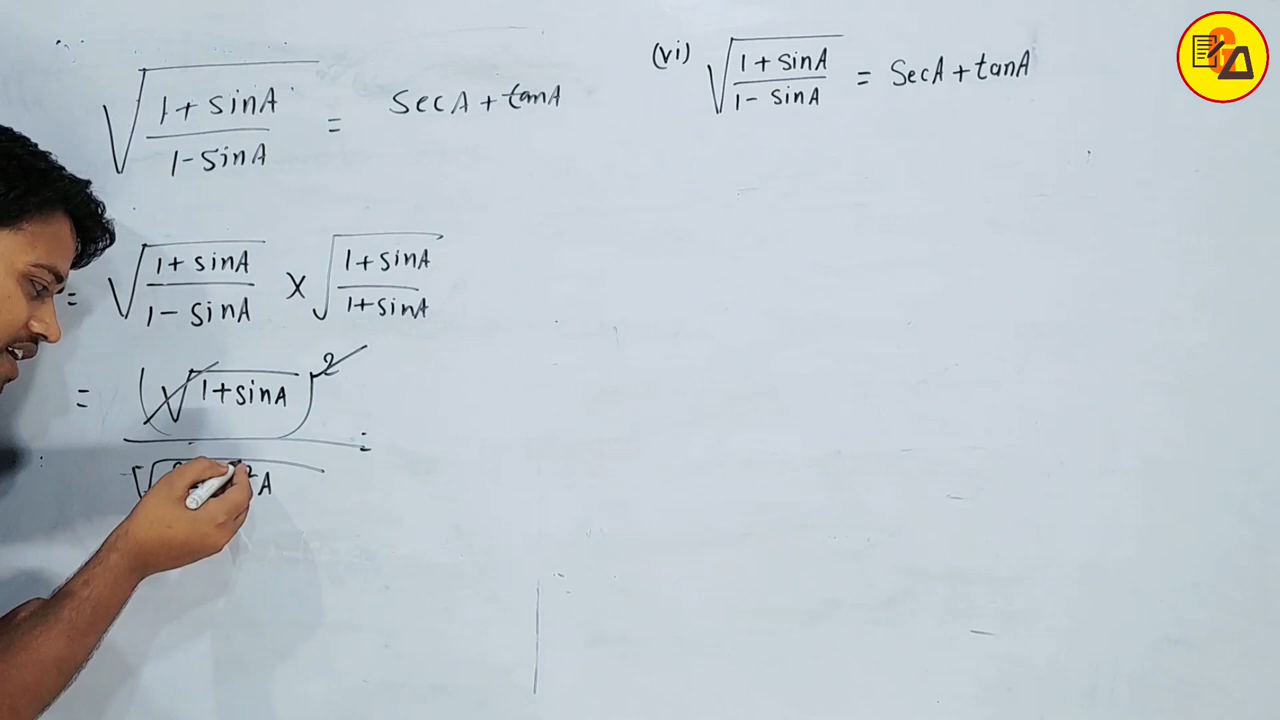 √(1 + sinA / 1 - sinA) = SecA + tanA
= √(1 + sinA / 1 - sinA) × √(1 + sinA / 1 + sinA)
= (√(1 + sinA))² =
A
(vi) √(1 + sinA / 1 - sinA) = SecA + tanA